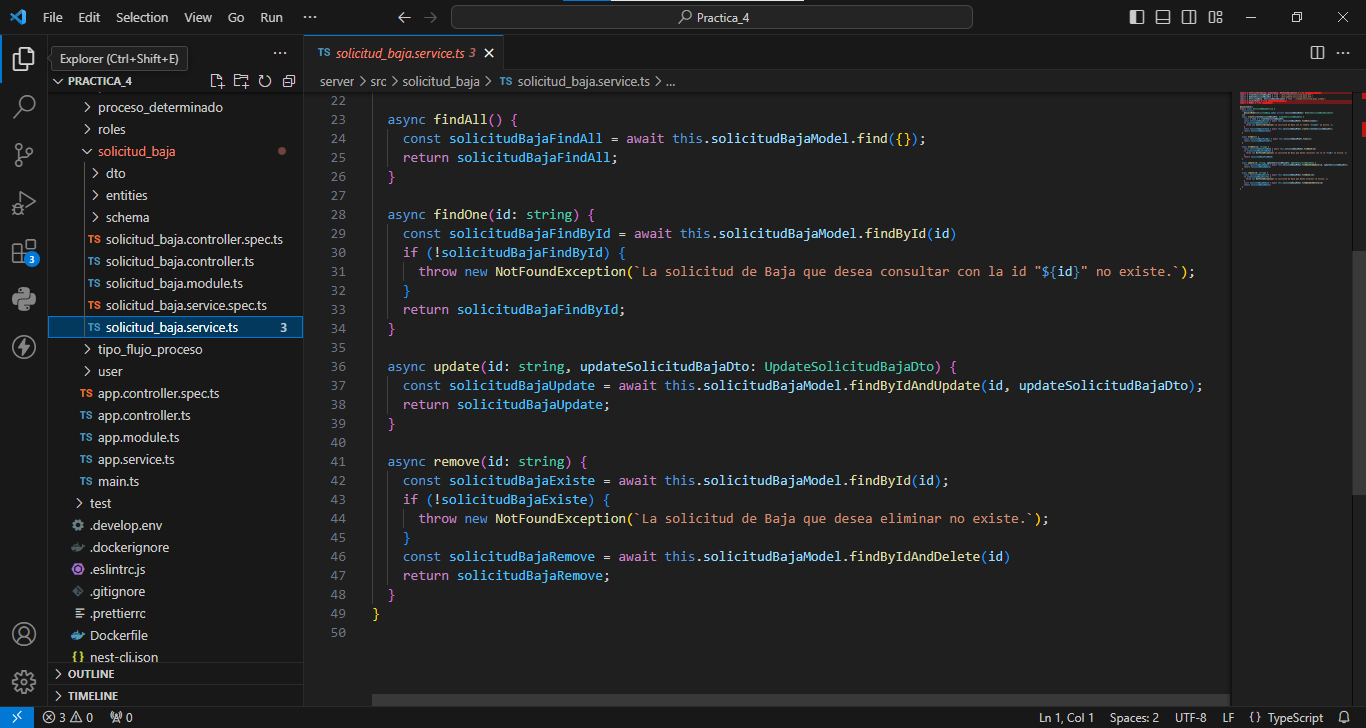 File Edit Selection View Go Run ··· Practica_4
Explorer (Ctrl+Shift+E)
PRACTICA_4
proceso_determinado
roles
solicitud_baja
dto
entities
schema
TS solicitud_baja.controller.spec.ts
TS solicitud_baja.controller.ts
TS solicitud_baja.module.ts
TS solicitud_baja.service.spec.ts
TS solicitud_baja.service.ts 3
tipo_flujo_proceso
user
TS app.controller.spec.ts
TS app.controller.ts
TS app.module.ts
TS app.service.ts
TS main.ts
test
.develop.env
.dockerignore
.eslintrc.js
.gitignore
.prettierrc
Dockerfile
{} nest-cli.json
OUTLINE
TIMELINE
3
TS solicitud_baja.service.ts 3
server > src > solicitud_baja > TS solicitud_baja.service.ts > ...
22
23 async findAll() {
24 const solicitudBajaFindAll = await this.solicitudBajaModel.find({});
25 return solicitudBajaFindAll;
26 }
27
28 async findOne(id: string) {
29 const solicitudBajaFindById = await this.solicitudBajaModel.findById(id)
30 if (!solicitudBajaFindById) {
31 throw new NotFoundException(`La solicitud de Baja que desea consultar con la id "${id}" no existe.`);
32 }
33 return solicitudBajaFindById;
34 }
35
36 async update(id: string, updateSolicitudBajaDto: UpdateSolicitudBajaDto) {
37 const solicitudBajaUpdate = await this.solicitudBajaModel.findByIdAndUpdate(id, updateSolicitudBajaDto);
38 return solicitudBajaUpdate;
39 }
40
41 async remove(id: string) {
42 const solicitudBajaExiste = await this.solicitudBajaModel.findById(id);
43 if (!solicitudBajaExiste) {
44 throw new NotFoundException(`La solicitud de Baja que desea eliminar no existe.`);
45 }
46 const solicitudBajaRemove = await this.solicitudBajaModel.findByIdAndDelete(id)
47 return solicitudBajaRemove;
48 }
49 }
50
3 0 0 Ln 1, Col 1 Spaces: 2 UTF-8 LF {} TypeScript